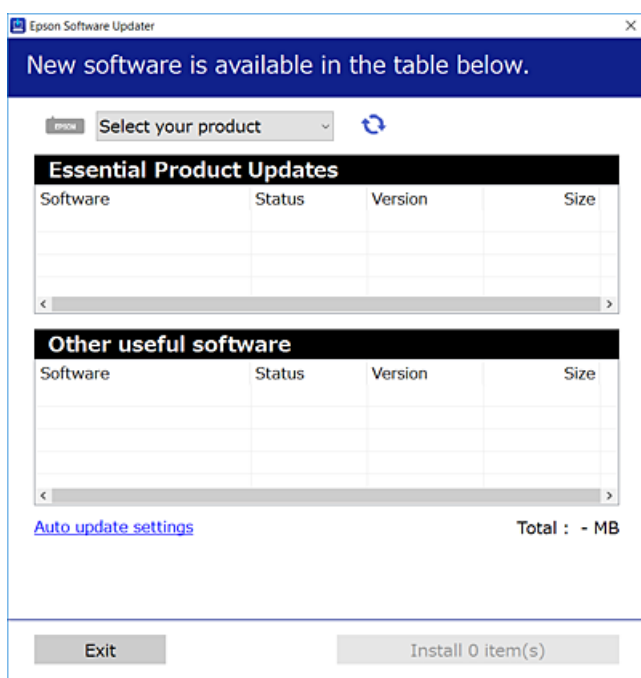 Epson Software Updater
New software is available in the table below.
EPSON Select your product
Essential Product Updates
Software Status Version Size
Other useful software
Software Status Version Size
Auto update settings Total : - MB
Exit Install 0 item(s)